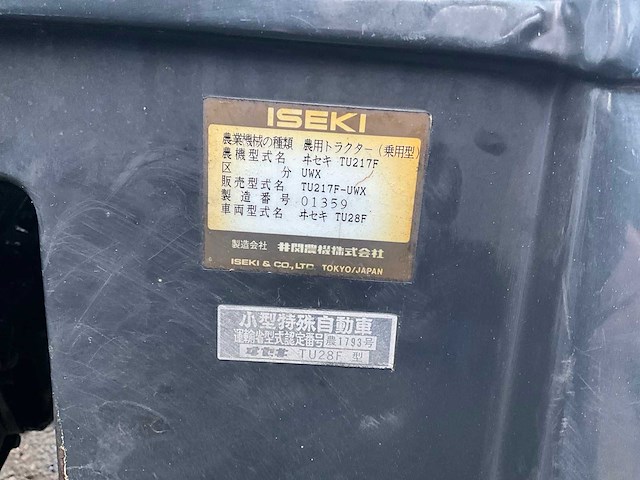 ISEKI
農業機械の種類 農用トラクター(乗用型)
農機型式名 ヰセキ TU217F
区分 UWX
販売型式名 TU217F-UWX
製造番号 01359
車両型式名 ヰセキ TU28F
製造会社 井関農機株式会社
ISEKI & CO., LTD. TOKYO/JAPAN
小型特殊自動車
運輸省型式認定番号 農1793号
ヰセキ TU28F 型